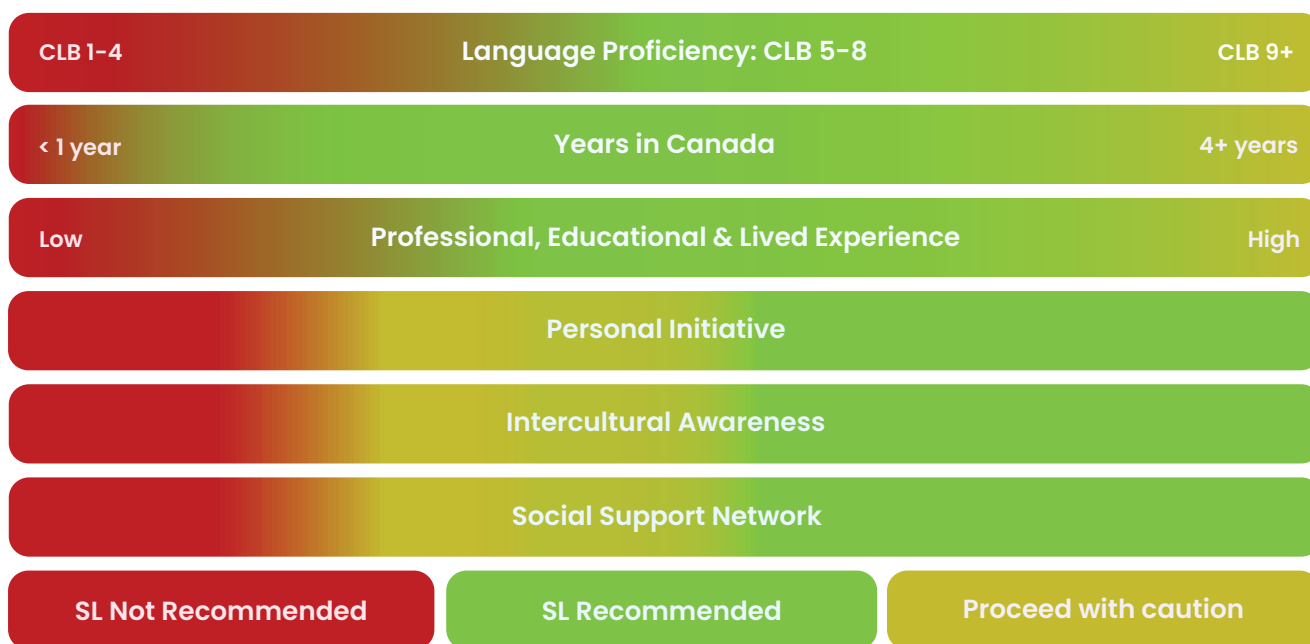 CLB 1-4 Language Proficiency: CLB 5-8 CLB 9+
< 1 year Years in Canada 4+ years
Low Professional, Educational & Lived Experience High
Personal Initiative
Intercultural Awareness
Social Support Network
SL Not Recommended SL Recommended Proceed with caution